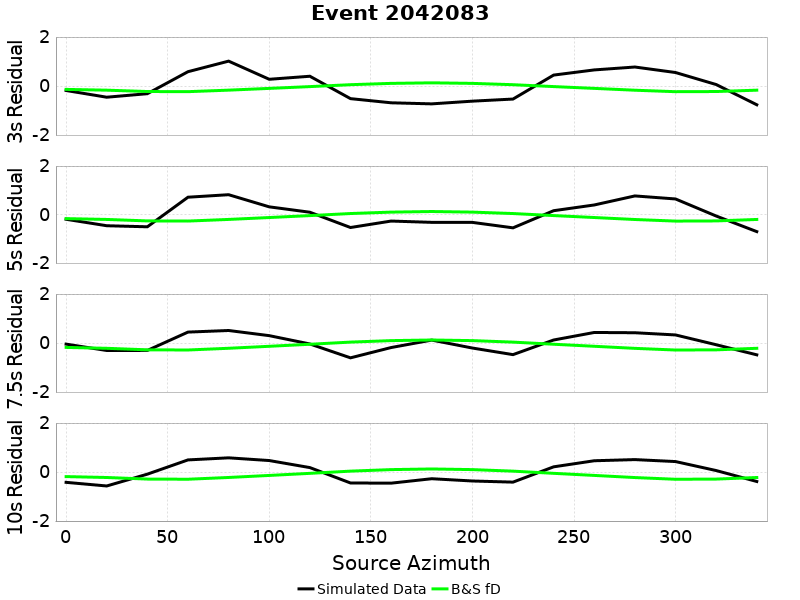 Event 2042083
3s Residual
2
0
-2
5s Residual
2
0
-2
7.5s Residual
2
0
-2
10s Residual
2
0
-2
0 50 100 150 200 250 300
Source Azimuth
Simulated Data B&S fD